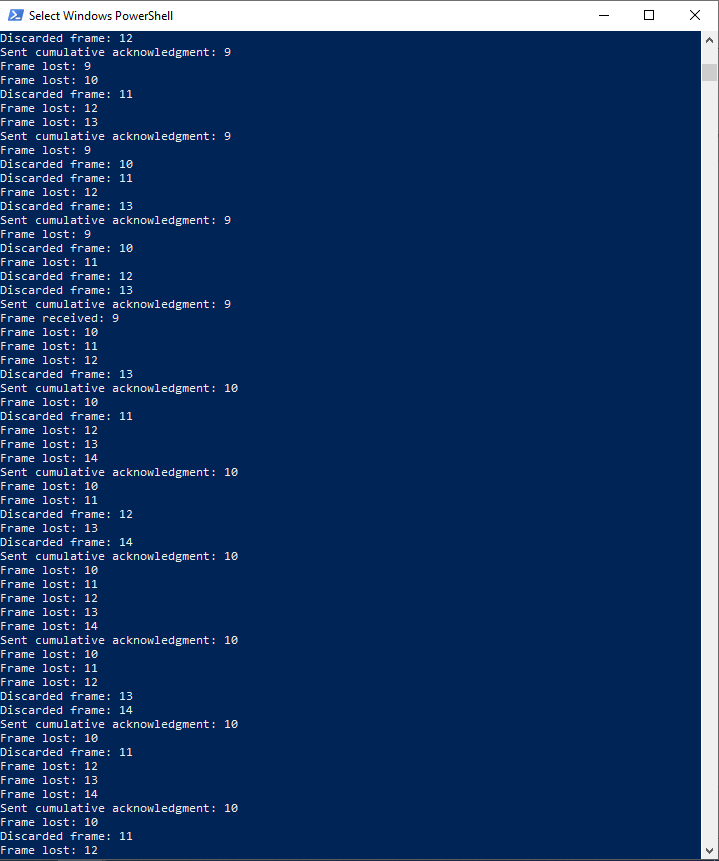 Select Windows PowerShell
Discarded frame: 12
Sent cumulative acknowledgment: 9
Frame lost: 9
Frame lost: 10
Discarded frame: 11
Frame lost: 12
Frame lost: 13
Sent cumulative acknowledgment: 9
Frame lost: 9
Discarded frame: 10
Discarded frame: 11
Frame lost: 12
Discarded frame: 13
Sent cumulative acknowledgment: 9
Frame lost: 9
Discarded frame: 10
Frame lost: 11
Discarded frame: 12
Discarded frame: 13
Sent cumulative acknowledgment: 9
Frame received: 9
Frame lost: 10
Frame lost: 11
Frame lost: 12
Discarded frame: 13
Sent cumulative acknowledgment: 10
Frame lost: 10
Discarded frame: 11
Frame lost: 12
Frame lost: 13
Frame lost: 14
Sent cumulative acknowledgment: 10
Frame lost: 10
Frame lost: 11
Discarded frame: 12
Frame lost: 13
Discarded frame: 14
Sent cumulative acknowledgment: 10
Frame lost: 10
Frame lost: 11
Frame lost: 12
Frame lost: 13
Frame lost: 14
Sent cumulative acknowledgment: 10
Frame lost: 10
Frame lost: 11
Frame lost: 12
Discarded frame: 13
Discarded frame: 14
Sent cumulative acknowledgment: 10
Frame lost: 10
Discarded frame: 11
Frame lost: 12
Frame lost: 13
Frame lost: 14
Sent cumulative acknowledgment: 10
Frame lost: 10
Discarded frame: 11
Frame lost: 12